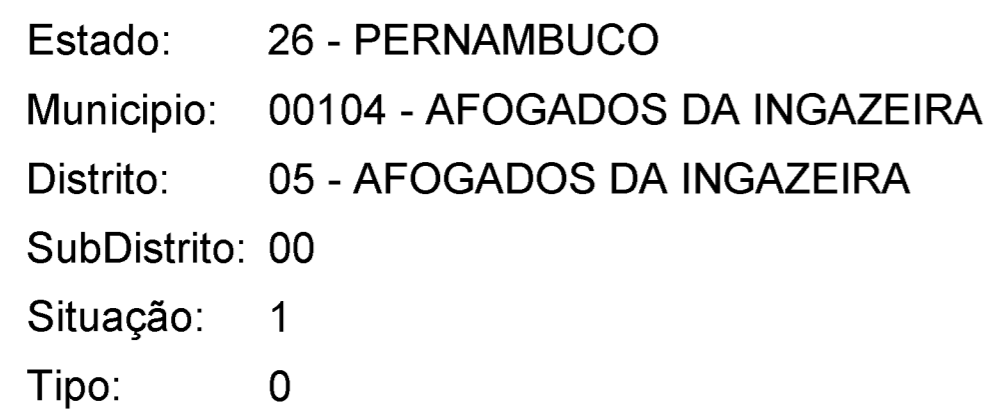 Estado: 26 - PERNAMBUCO
Municipio: 00104 - AFOGADOS DA INGAZEIRA
Distrito: 05 - AFOGADOS DA INGAZEIRA
SubDistrito: 00
Situação: 1
Tipo: 0